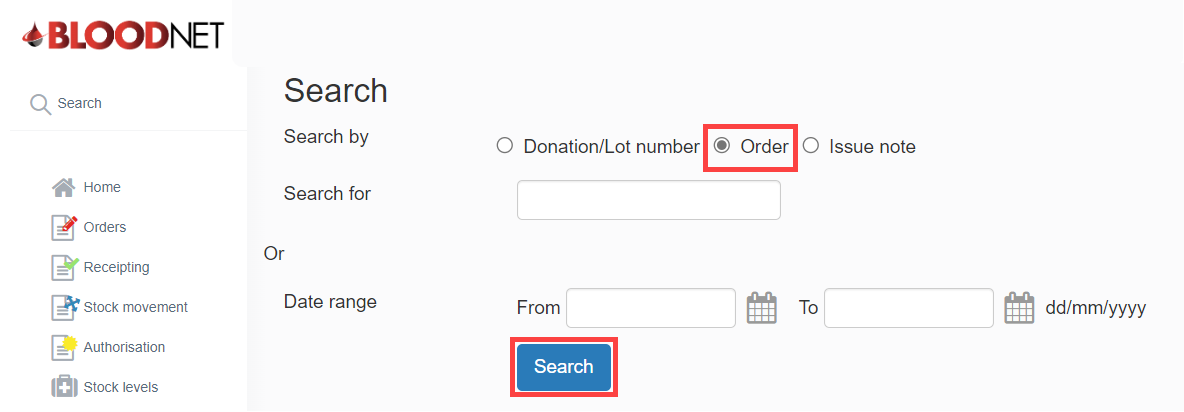 BLOODNET
Search
Home
Orders
Receipting
Stock movement
Authorisation
Stock levels
Search
Search by Donation/Lot number Order Issue note
Search for
Or
Date range From To dd/mm/yyyy
Search